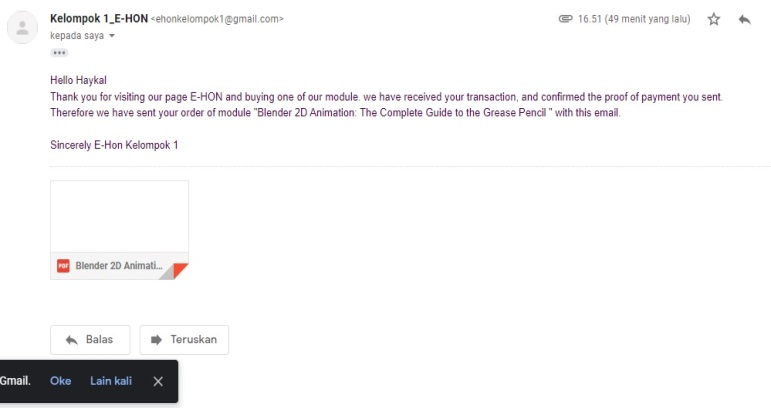 Kelompok 1_E-HON <ehonkelompok1@gmail.com>
16.51 (49 menit yang lalu)
kepada saya
Hello Haykal
Thank you for visiting our page E-HON and buying one of our module. we have received your transaction, and confirmed the proof of payment you sent.
Therefore we have sent your order of module "Blender 2D Animation: The Complete Guide to the Grease Pencil " with this email.
Sincerely E-Hon Kelompok 1
PDF Blender 2D Animati...
Balas
Teruskan
Gmail. Oke Lain kali